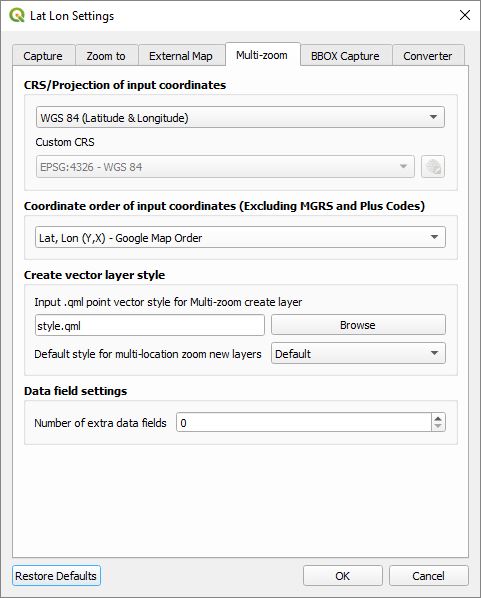 Lat Lon Settings
Capture Zoom to External Map Multi-zoom BBOX Capture Converter
CRS/Projection of input coordinates
WGS 84 (Latitude & Longitude)
Custom CRS
EPSG:4326 - WGS 84
Coordinate order of input coordinates (Excluding MGRS and Plus Codes)
Lat, Lon (Y,X) - Google Map Order
Create vector layer style
Input .qml point vector style for Multi-zoom create layer
style.qml Browse
Default style for multi-location zoom new layers Default
Data field settings
Number of extra data fields 0
Restore Defaults OK Cancel